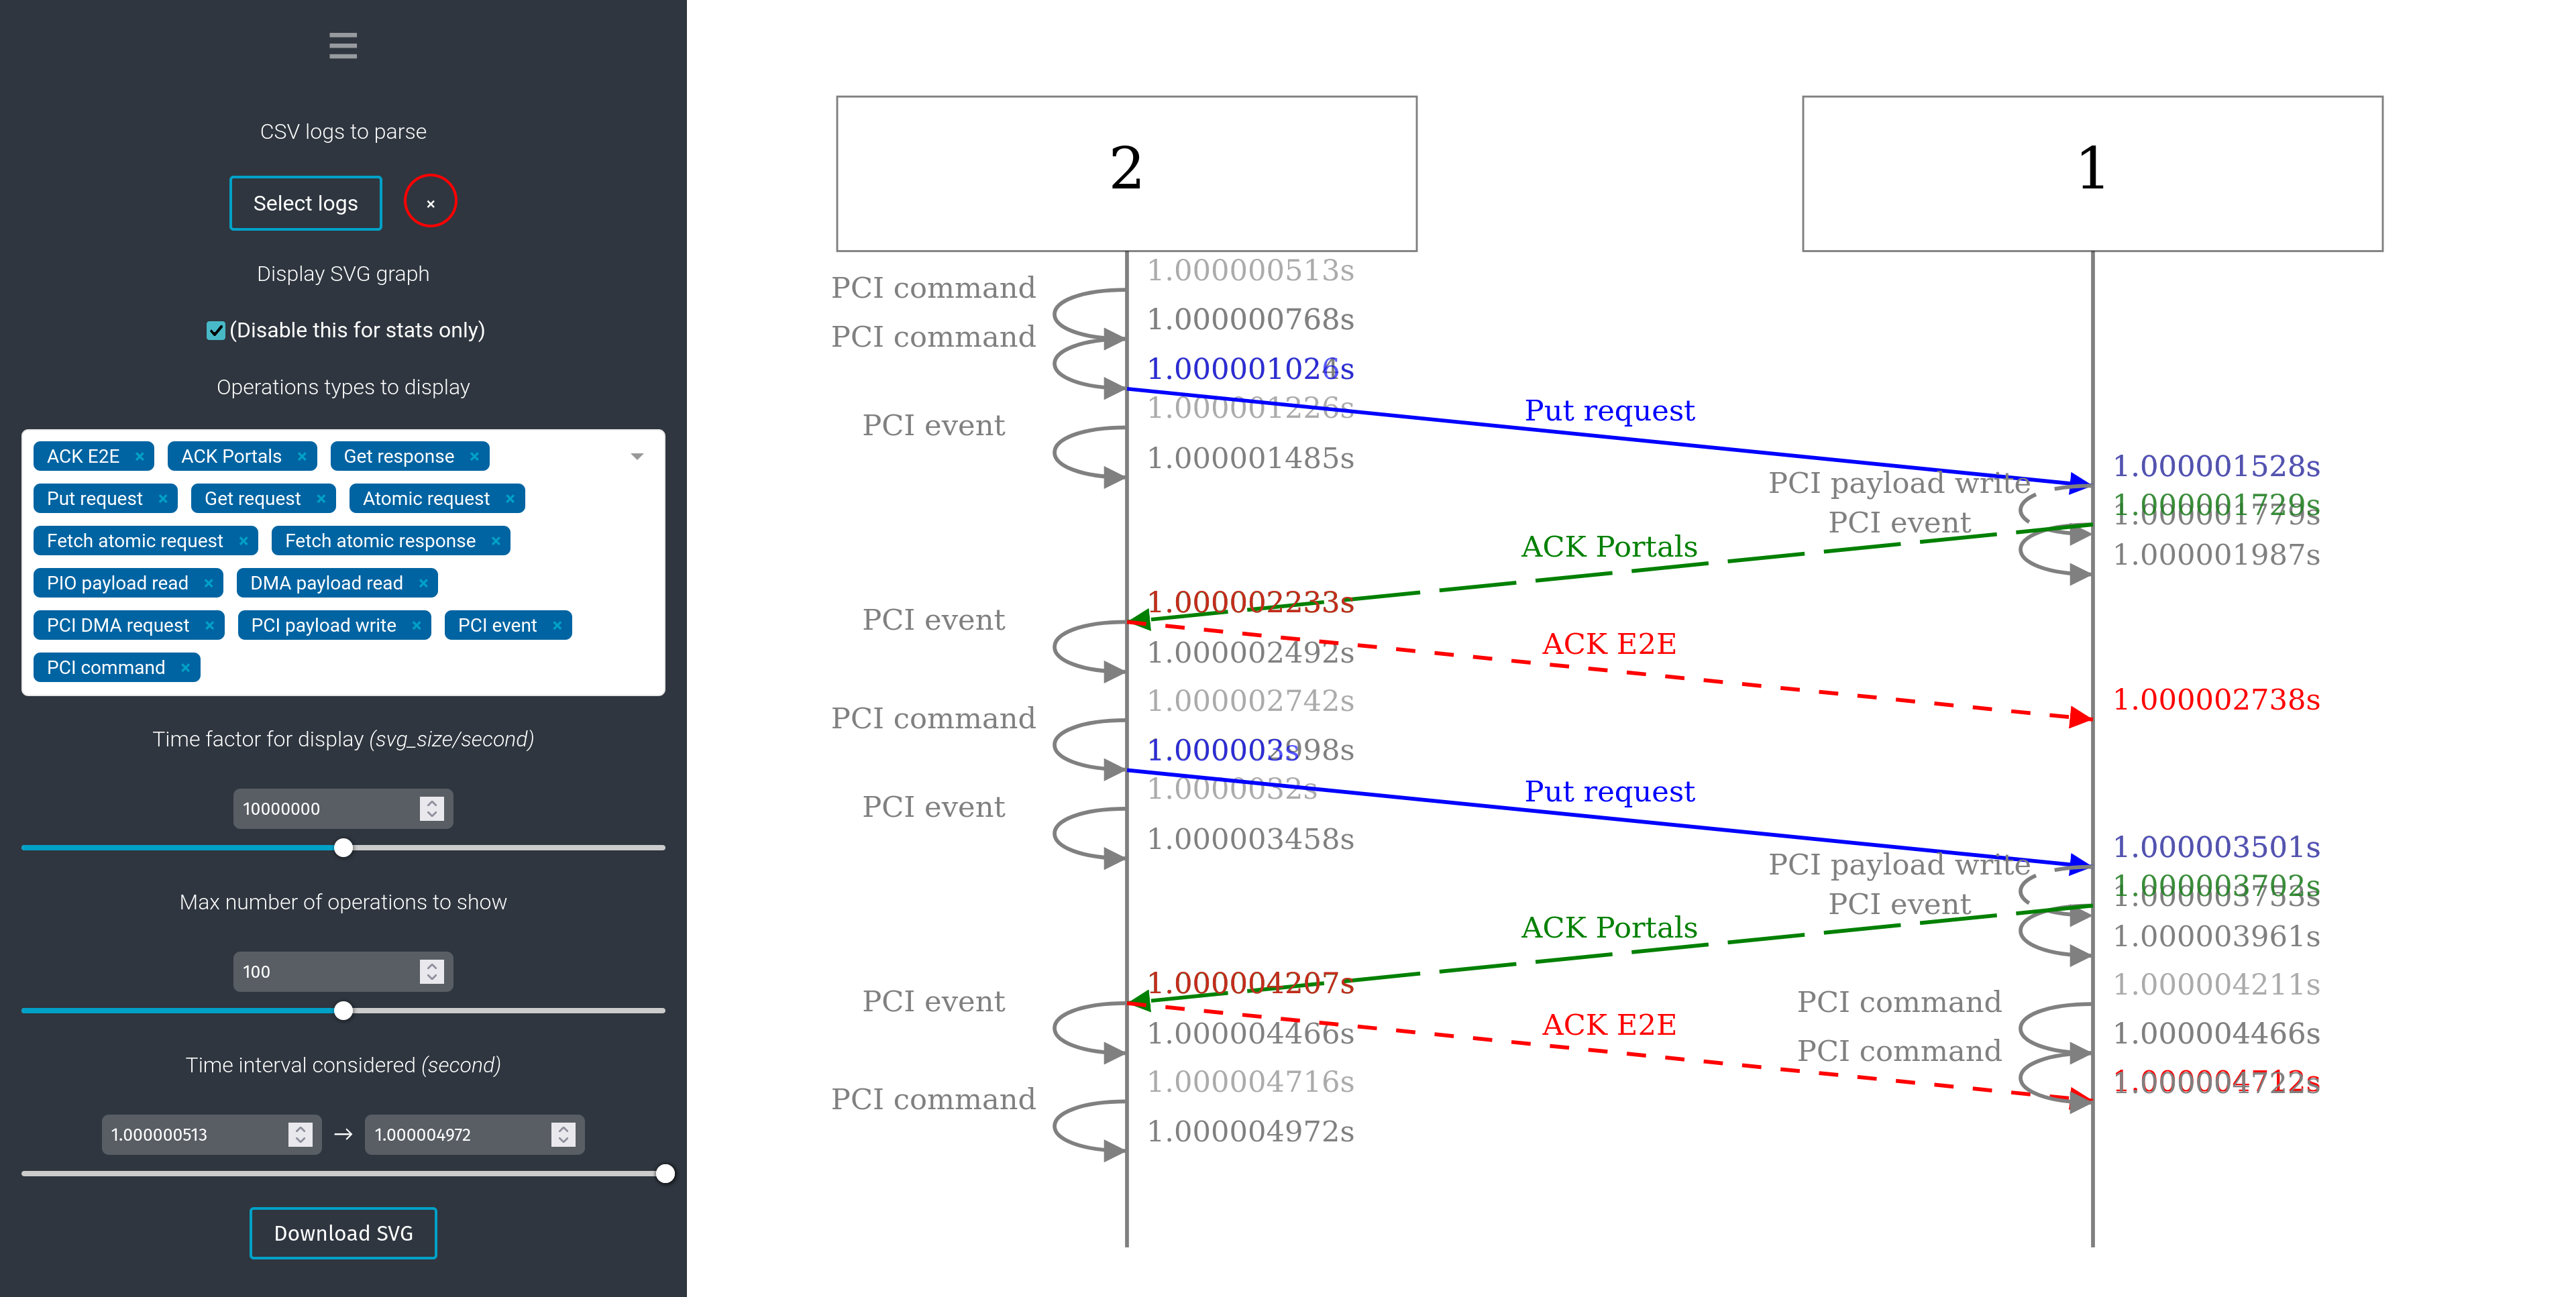 CSV logs to parse
Select logs ×
Display SVG graph
(Disable this for stats only)
Operations types to display
ACK E2E × ACK Portals × Get response ×
Put request × Get request × Atomic request ×
Fetch atomic request × Fetch atomic response ×
PIO payload read × DMA payload read ×
PCI DMA request × PCI payload write × PCI event ×
PCI command ×
Time factor for display (svg_size/second)
10000000
Max number of operations to show
100
Time interval considered (second)
1.000000513 → 1.000004972
Download SVG
2
1
1.000000513s
PCI command
1.000000768s
PCI command
1.000001026s
1.000001226s
Put request
PCI event
1.000001485s
1.000001528s
PCI payload write
1.000001729s
1.000001779s
PCI event
ACK Portals
1.000001987s
1.000002233s
PCI event
ACK E2E
1.000002492s
1.000002742s
1.000002738s
PCI command
1.000003s
1.0000032s
Put request
PCI event
1.000003458s
1.000003501s
PCI payload write
1.000003702s
1.000003753s
PCI event
ACK Portals
1.000003961s
1.000004207s
1.000004211s
PCI event
PCI command
ACK E2E
1.000004466s
1.000004466s
PCI command
1.000004716s
PCI command
1.000004972s